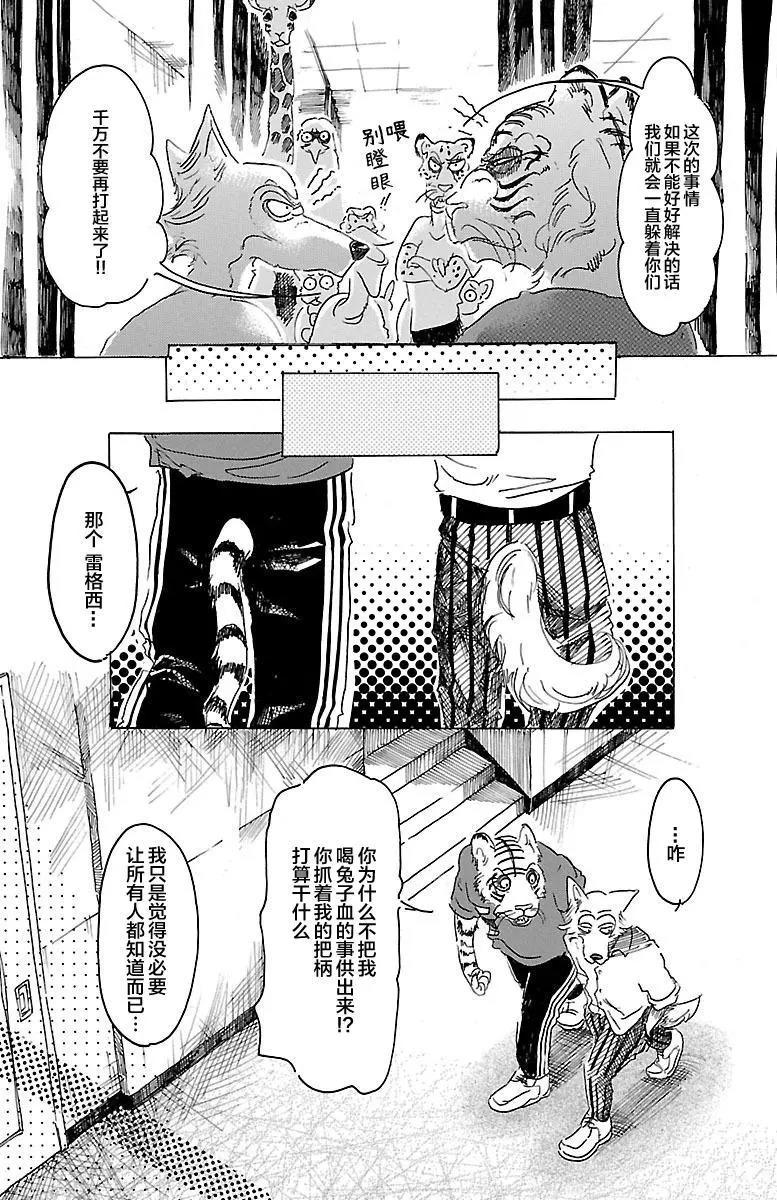 这次的事情
如果不能好好解决的话
我们就会一直躲着你们
喂
别瞪眼!!
千万不要再打起来了!!
那个 雷格西…
…咋
你为什么不把我
喝兔子血的事供出来!?
你抓着我的把柄
打算干什么
我只是觉得没必要
让所有人都知道而已…